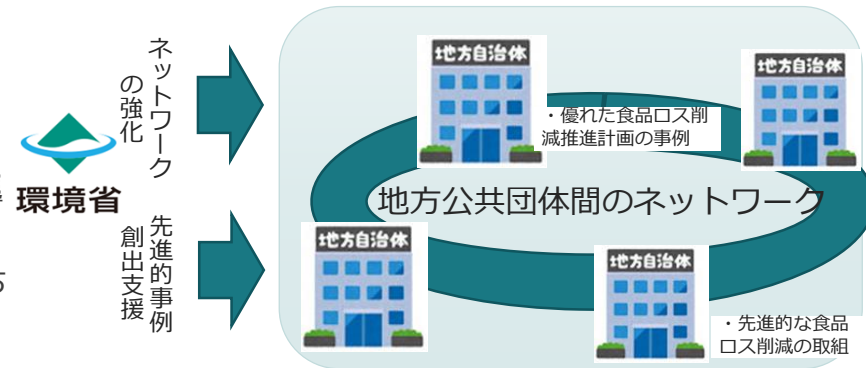 ネットワーク
の強化
環境省
先進的事例
創出支援
地方自治体
地方自治体
・優れた食品ロス削
減推進計画の事例
地方公共団体間のネットワーク
地方自治体
地方自治体
・先進的な食品
ロス削減の取組